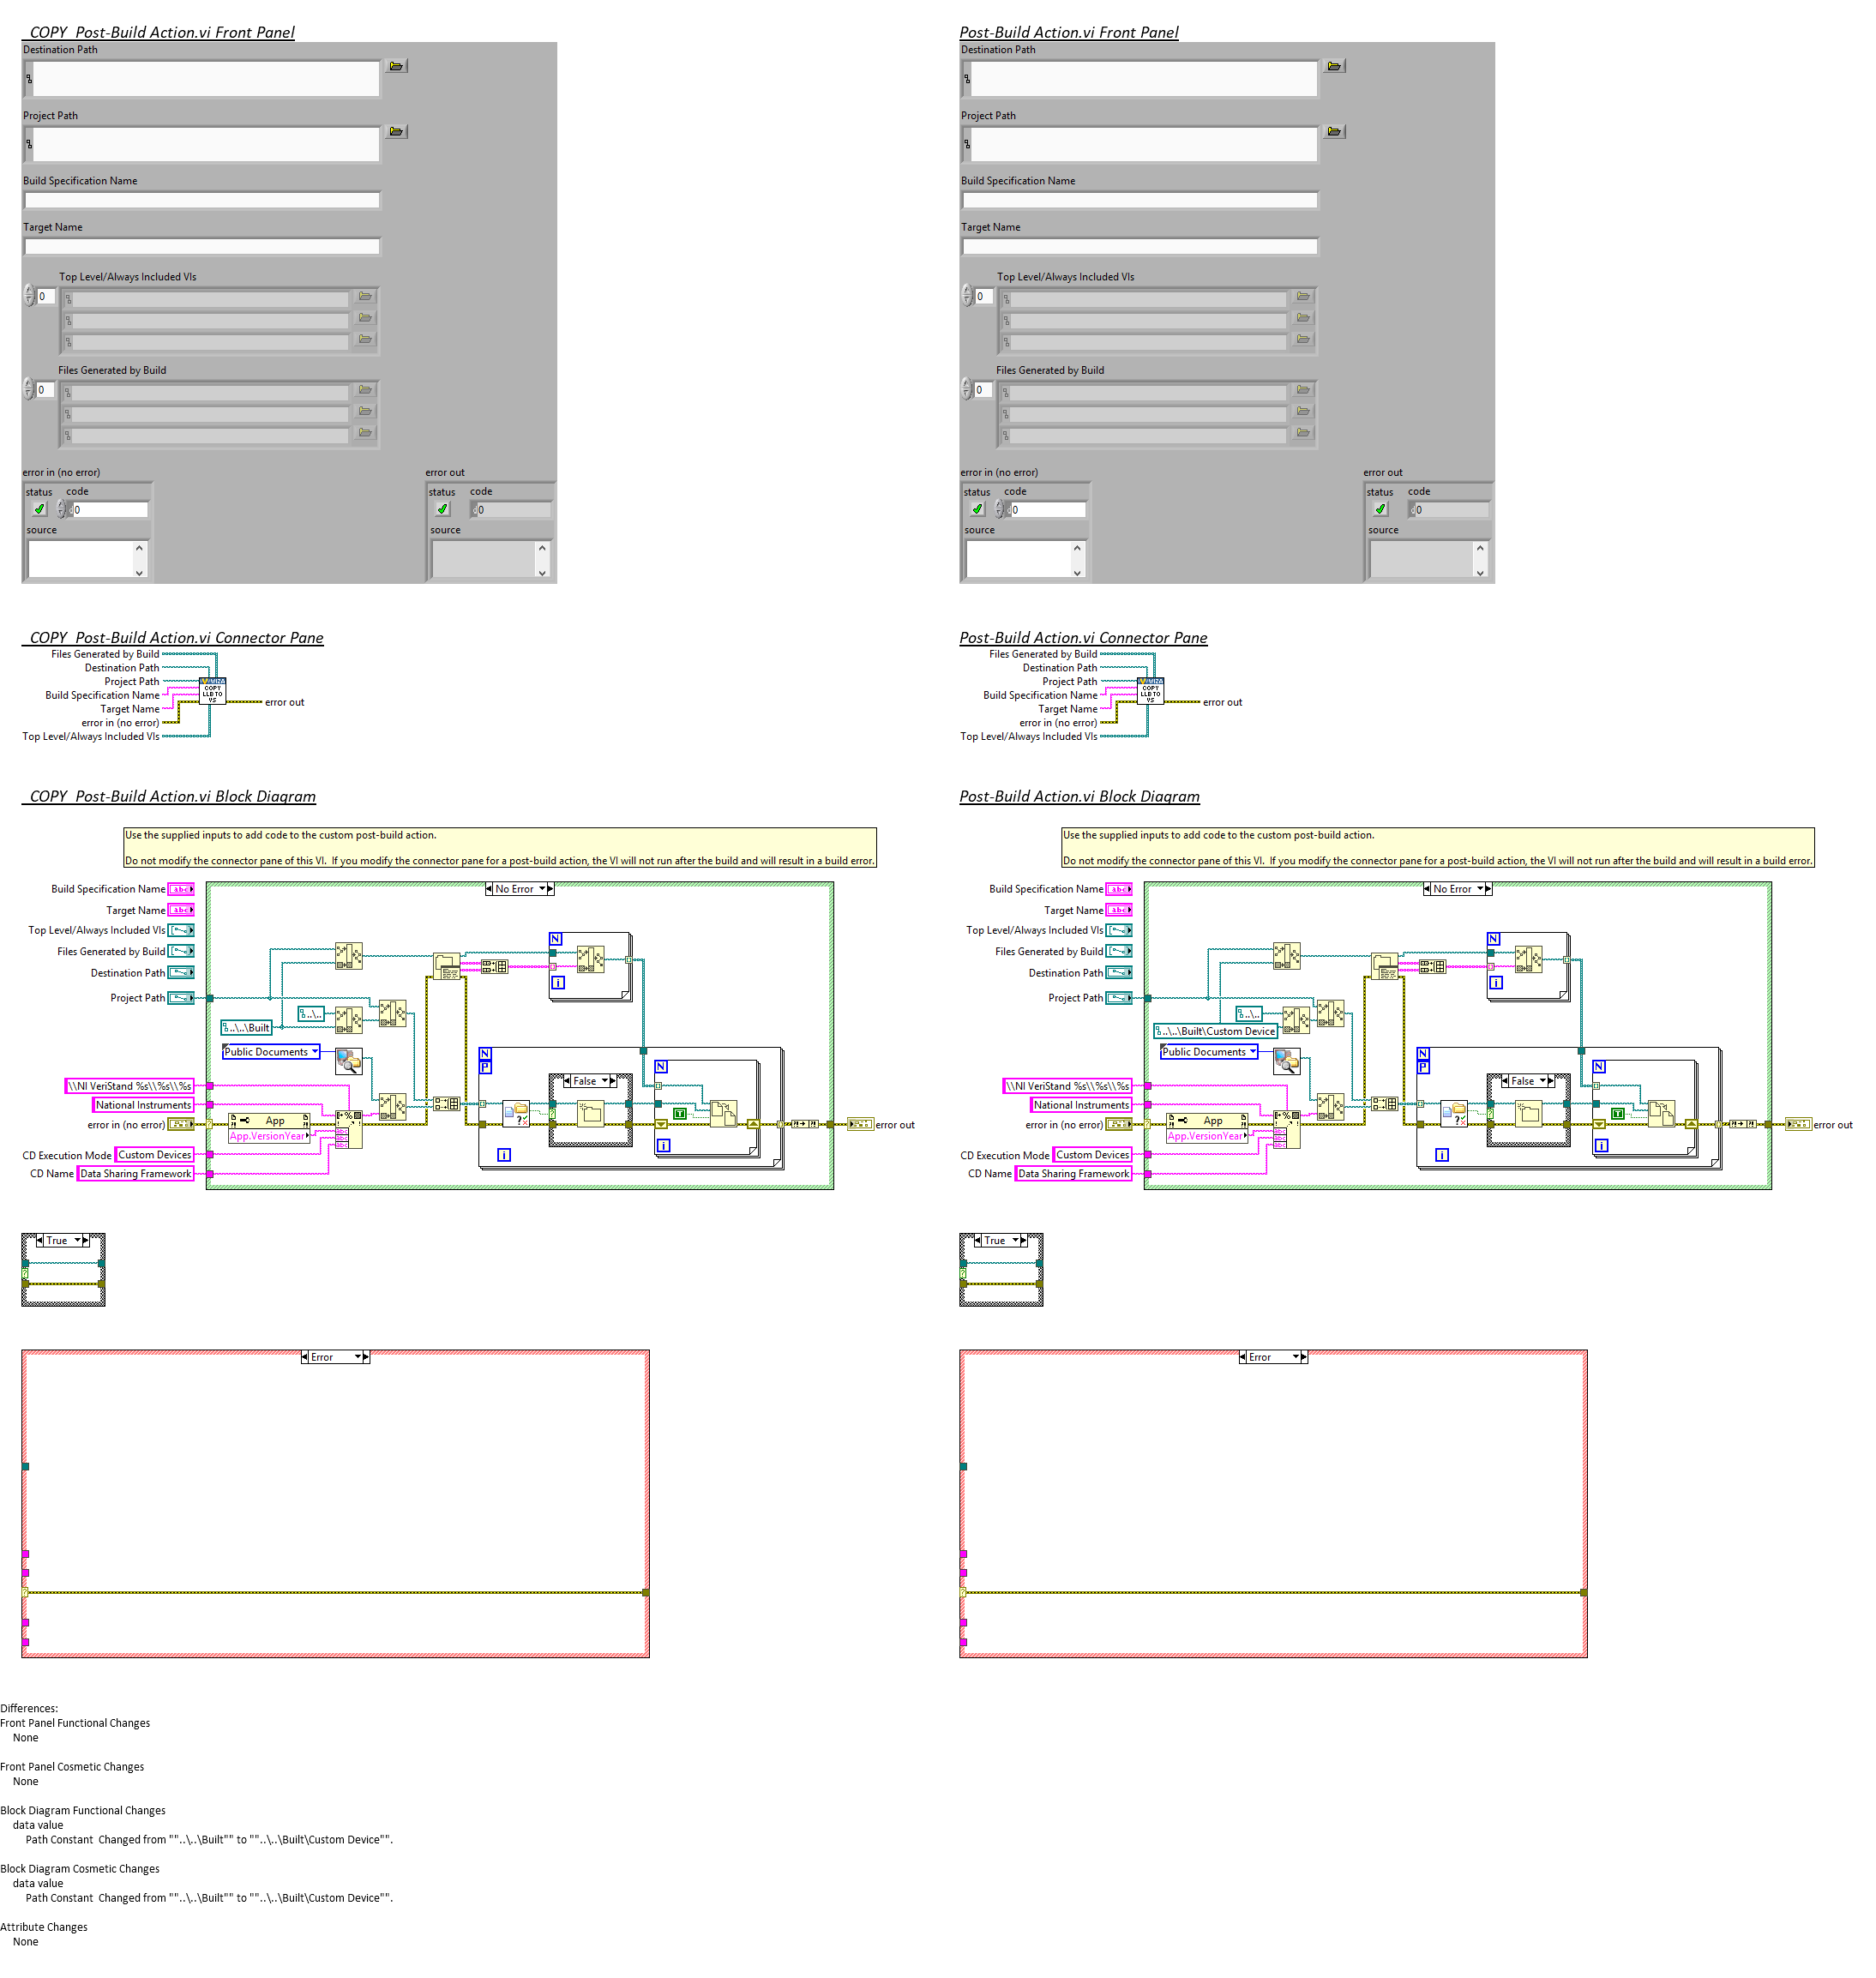 COPY Post-Build Action.vi Front Panel
Destination Path
Project Path
Build Specification Name
Target Name
Top Level/Always Included VIs
0
Files Generated by Build
0
error in (no error)
error out
status code
0
source
status code
0
source
COPY Post-Build Action.vi Connector Pane
Files Generated by Build
Destination Path
Project Path
Build Specification Name
Target Name
error in (no error)
Top Level/Always Included VIs
COPY
LLB TO
VS
error out
COPY Post-Build Action.vi Block Diagram
Use the supplied inputs to add code to the custom post-build action.
Do not modify the connector pane of this VI. If you modify the connector pane for a post-build action, the VI will not run after the build and will result in a build error.
No Error
Build Specification Name abc
Target Name abc
Top Level/Always Included VIs
Files Generated by Build
Destination Path
Project Path
N
i
..\..
..\..\Built
Public Documents
N
P
N
False
\\NI VeriStand %s\\%s\\%s
National Instruments
T
error in (no error)
App
App.VersionYear
error out
abc
abc
abc
CD Execution Mode Custom Devices
i
i
CD Name Data Sharing Framework
True
Error
Post-Build Action.vi Front Panel
Destination Path
Project Path
Build Specification Name
Target Name
Top Level/Always Included VIs
0
Files Generated by Build
0
error in (no error)
error out
status code
0
source
status code
0
source
Post-Build Action.vi Connector Pane
Files Generated by Build
Destination Path
Project Path
Build Specification Name
Target Name
error in (no error)
Top Level/Always Included VIs
COPY
LLB TO
VS
error out
Post-Build Action.vi Block Diagram
Use the supplied inputs to add code to the custom post-build action.
Do not modify the connector pane of this VI. If you modify the connector pane for a post-build action, the VI will not run after the build and will result in a build error.
No Error
Build Specification Name abc
Target Name abc
Top Level/Always Included VIs
Files Generated by Build
Destination Path
Project Path
N
i
..\..
..\..\Built\Custom Device
Public Documents
N
P
N
False
\\NI VeriStand %s\\%s\\%s
National Instruments
T
error in (no error)
App
App.VersionYear
error out
abc
abc
abc
CD Execution Mode Custom Devices
i
i
CD Name Data Sharing Framework
True
Error
Differences:
Front Panel Functional Changes
None
Front Panel Cosmetic Changes
None
Block Diagram Functional Changes
data value
Path Constant Changed from ""..\..\Built"" to ""..\..\Built\Custom Device"".
Block Diagram Cosmetic Changes
data value
Path Constant Changed from ""..\..\Built"" to ""..\..\Built\Custom Device"".
Attribute Changes
None